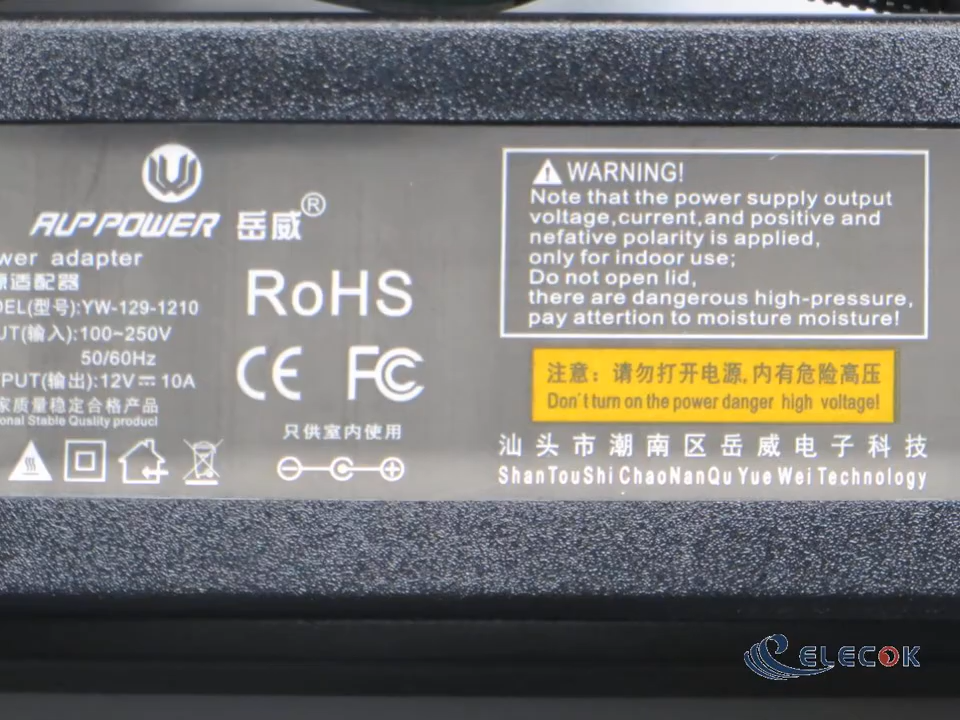 ALP POWER 岳威®
wer adapter
源适配器
DEL(型号):YW-129-1210
UT(输入):100~250V
50/60Hz
PUT(输出):12V⎓10A
家质量稳定合格产品
onal Stable Quality product
RoHS
CE FC
只供室内使用
WARNING!
Note that the power supply output
voltage,current,and positive and
nefative polarity is applied,
only for indoor use;
Do not open lid,
there are dangerous high-pressure,
pay attention to moisture moisture!
注意：请勿打开电源,内有危险高压
Don't turn on the power danger high voltage!
汕头市潮南区岳威电子科技
ShanTouShi ChaoNanQu Yue Wei Technology
ELECOK